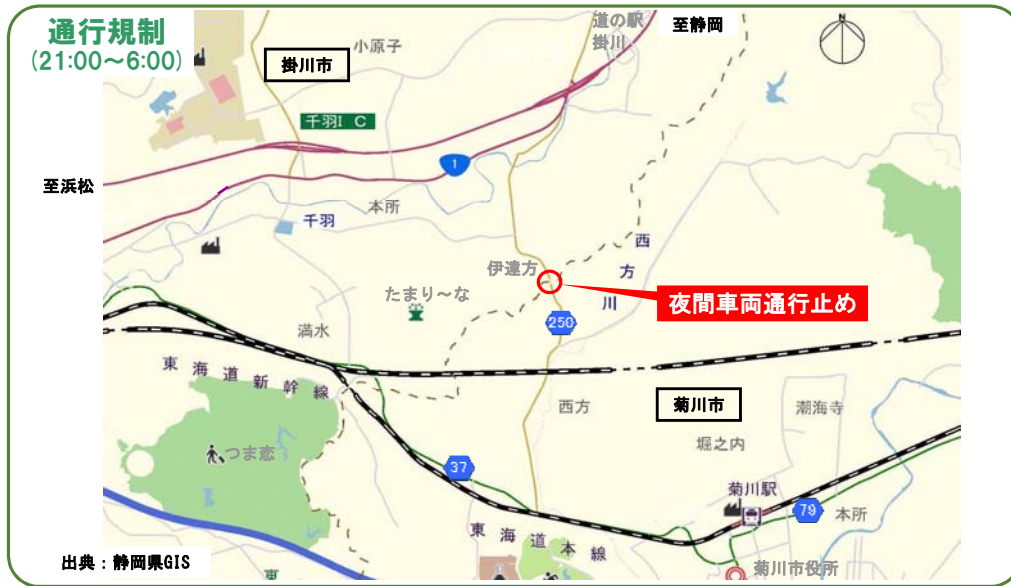 通行規制
(21:00～6:00)
道の駅
掛川
至静岡
N
小原子
掛川市
千羽I C
1
至浜松
本所
千羽
西方川
伊達方
たまり～な
夜間車両通行止め
250
満水
東海道新幹線
西方
菊川市
潮海寺
堀之内
つま恋
37
菊川駅
79
本所
東海道本線
菊川市役所
出典：静岡県GIS
東